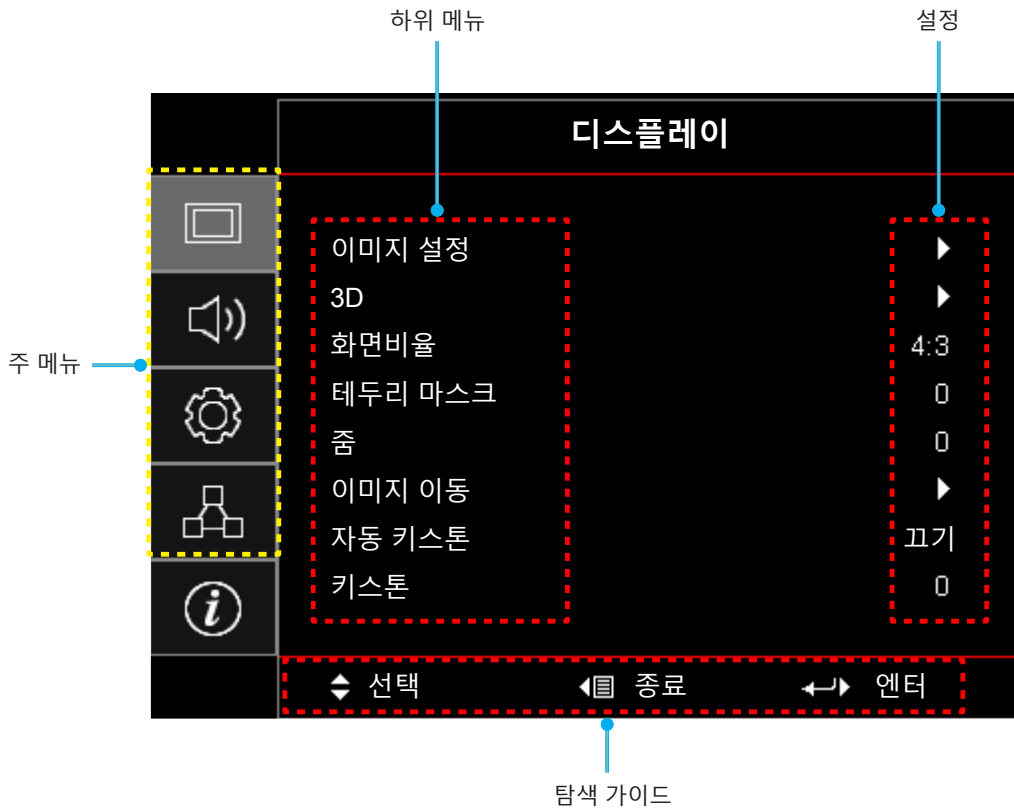 하위 메뉴 설정
디스플레이
이미지 설정
3D
화면비율 4:3
주 메뉴
테두리 마스크 0
줌 0
이미지 이동
자동 키스톤 끄기
키스톤 0
선택 종료 엔터
탐색 가이드